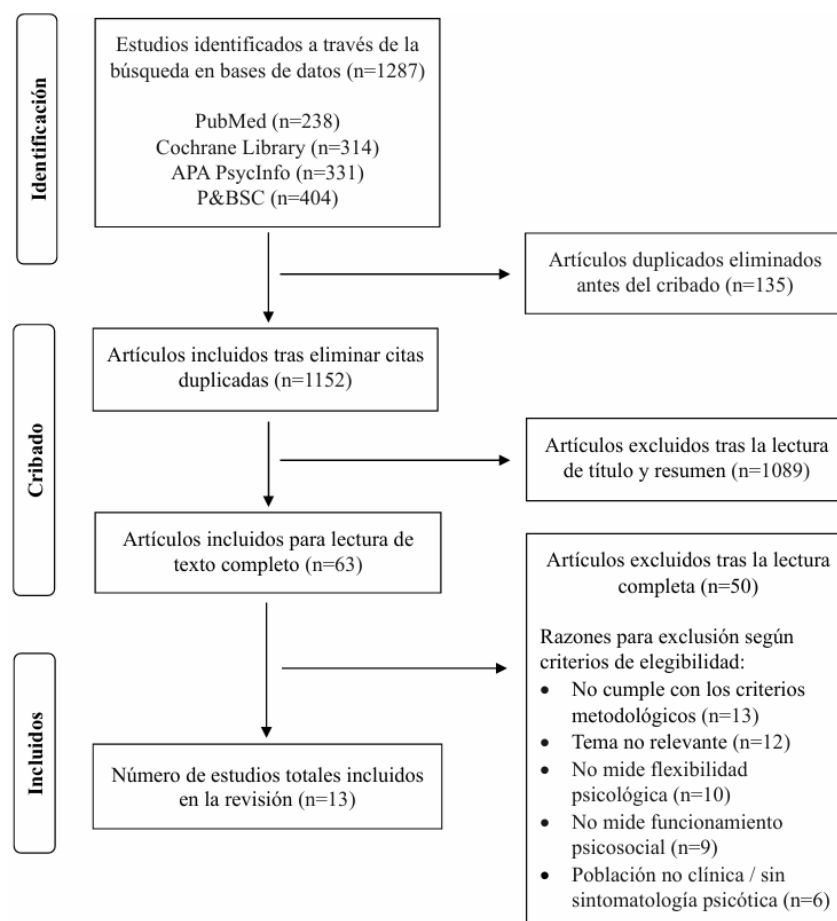 Identificación
Estudios identificados a través de la
búsqueda en bases de datos (n=1287)
PubMed (n=238)
Cochrane Library (n=314)
APA PsycInfo (n=331)
P&BSC (n=404)
Artículos duplicados eliminados
antes del cribado (n=135)
Cribado
Artículos incluidos tras eliminar citas
duplicadas (n=1152)
Artículos excluidos tras la lectura
de título y resumen (n=1089)
Artículos incluidos para lectura de
texto completo (n=63)
Artículos excluidos tras la lectura
completa (n=50)
Razones para exclusión según
criterios de elegibilidad:
• No cumple con los criterios
metodológicos (n=13)
• Tema no relevante (n=12)
• No mide flexibilidad
psicológica (n=10)
• No mide funcionamiento
psicosocial (n=9)
• Población no clínica / sin
sintomatología psicótica (n=6)
Incluidos
Número de estudios totales incluidos
en la revisión (n=13)